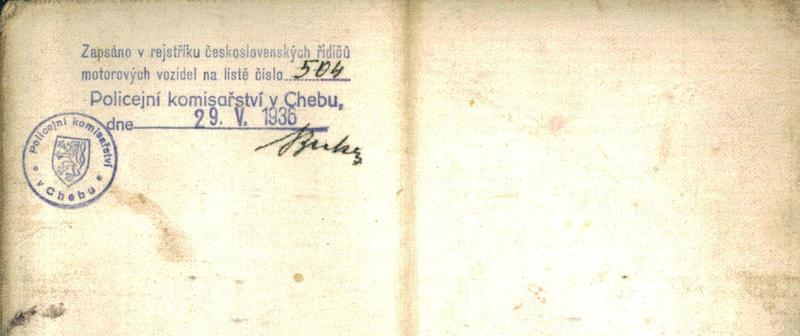 Zapsáno v rejstříku československých řidičů
motorových vozidel na listě číslo 504
Policejní komisařství v Chebu,
dne 29. V. 1936
Policejní komisařství
v Chebu